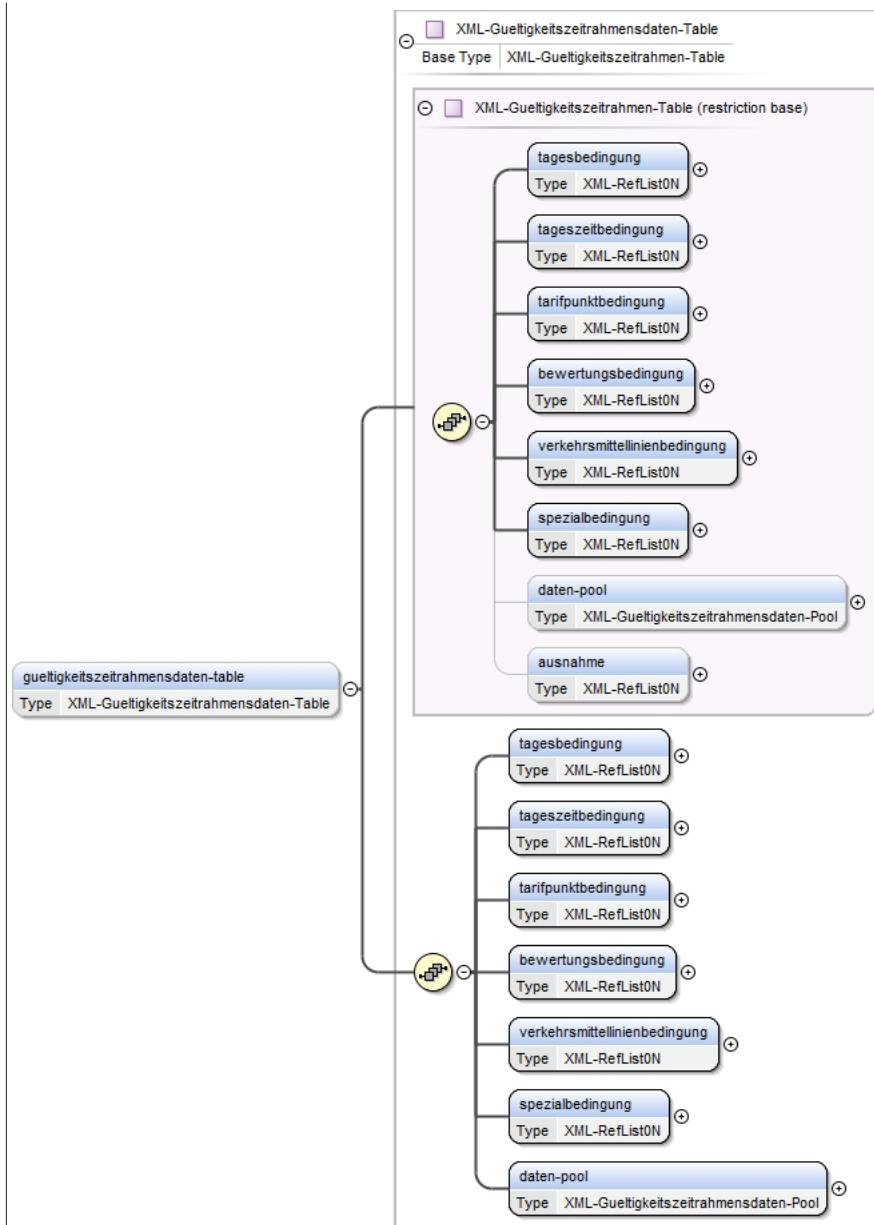 XML-Gueltigkeitszeitrahmensdaten-Table
Base Type XML-Gueltigkeitszeitrahmen-Table
XML-Gueltigkeitszeitrahmen-Table (restriction base)
tagesbedingung
Type XML-RefList0N
tageszeitbedingung
Type XML-RefList0N
tarifpunktbedingung
Type XML-RefList0N
bewertungsbedingung
Type XML-RefList0N
verkehrsmittellinienbedingung
Type XML-RefList0N
spezialbedingung
Type XML-RefList0N
daten-pool
Type XML-Gueltigkeitszeitrahmensdaten-Pool
ausnahme
Type XML-RefList0N
gueltigkeitszeitrahmensdaten-table
Type XML-Gueltigkeitszeitrahmensdaten-Table
tagesbedingung
Type XML-RefList0N
tageszeitbedingung
Type XML-RefList0N
tarifpunktbedingung
Type XML-RefList0N
bewertungsbedingung
Type XML-RefList0N
verkehrsmittellinienbedingung
Type XML-RefList0N
spezialbedingung
Type XML-RefList0N
daten-pool
Type XML-Gueltigkeitszeitrahmensdaten-Pool